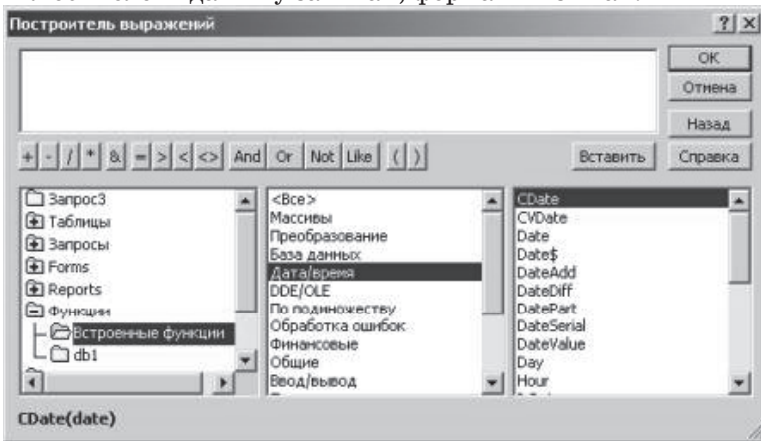 Построитель выражений
ОК
Отмена
Назад
+ - / * & = > < <> And Or Not Like ( )
Вставить
Справка
Запрос3
Таблицы
Запросы
Forms
Reports
Функции
Встроенные функции
db1
<Все>
Массивы
Преобразование
База данных
Дата/время
DDE/OLE
По подмножеству
Обработка ошибок
Финансовые
Общие
Ввод/вывод
CDate
CVDate
Date
Date$
DateAdd
DateDiff
DatePart
DateSerial
DateValue
Day
Hour
CDate(date)